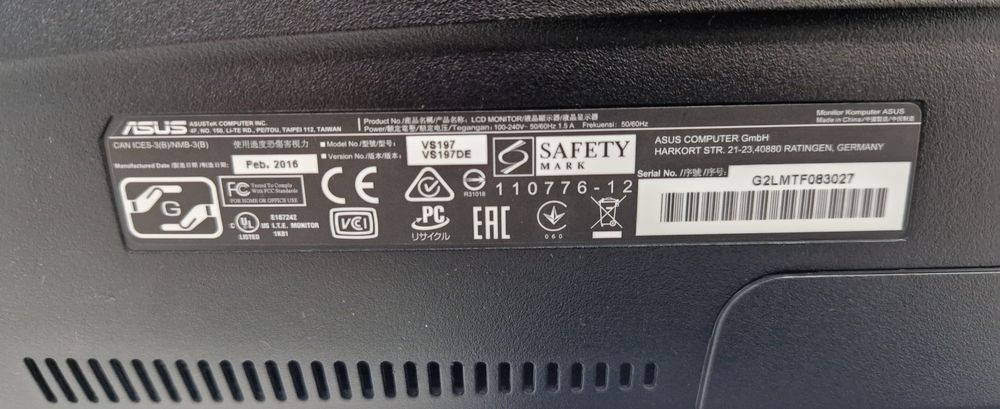 ASUS
ASUSTeK COMPUTER INC.
4F, NO. 150, LI-TE RD., PEITOU, TAIPEI 112, TAIWAN
Product No./產品名稱/产品名称: LCD MONITOR/液晶顯示器/液晶显示器
Power/額定電壓/额定电压/Tegangan: 100-240V~ 50/60Hz 1.5 A Frekuensi: 50/60Hz
Monitor Komputer ASUS
Made in China/中國製造/中国制造
CAN ICES-3(B)/NMB-3(B)
使用過度恐傷害視力
Manufactured Date /製造日期/制造日期:
Feb. 2016
Model No./型號/型号:
VS197
Version No./版本/版本:
VS197DE
G
FC Tested To Comply
With FCC Standards
FOR HOME OR OFFICE USE
C UL US
LISTED
E187242
I.T.E. MONITOR
1K81
CE
VCI
R31018
PC
リサイクル
S SAFETY
MARK
110776-12
EAC
060
ASUS COMPUTER GmbH
HARKORT STR. 21-23,40880 RATINGEN, GERMANY
Serial No. /序號 /序号:
G2LMTF083027